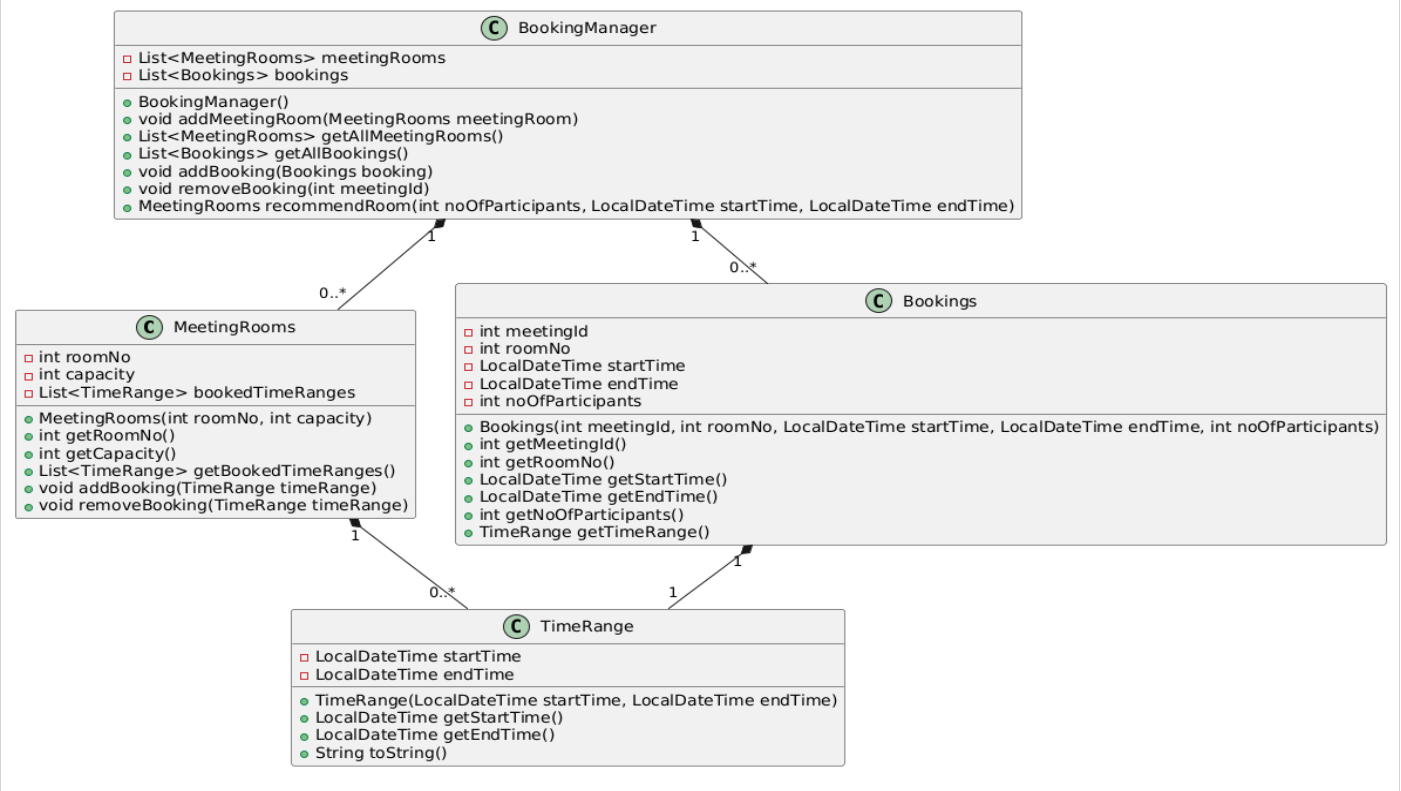 C BookingManager
List<MeetingRooms> meetingRooms
List<Bookings> bookings
BookingManager()
void addMeetingRoom(MeetingRooms meetingRoom)
List<MeetingRooms> getAllMeetingRooms()
List<Bookings> getAllBookings()
void addBooking(Bookings booking)
void removeBooking(int meetingId)
MeetingRooms recommendRoom(int noOfParticipants, LocalDateTime startTime, LocalDateTime endTime)
1
1
0..*
0..*
C MeetingRooms
int roomNo
int capacity
List<TimeRange> bookedTimeRanges
MeetingRooms(int roomNo, int capacity)
int getRoomNo()
int getCapacity()
List<TimeRange> getBookedTimeRanges()
void addBooking(TimeRange timeRange)
void removeBooking(TimeRange timeRange)
C Bookings
int meetingId
int roomNo
LocalDateTime startTime
LocalDateTime endTime
int noOfParticipants
Bookings(int meetingId, int roomNo, LocalDateTime startTime, LocalDateTime endTime, int noOfParticipants)
int getMeetingId()
int getRoomNo()
LocalDateTime getStartTime()
LocalDateTime getEndTime()
int getNoOfParticipants()
TimeRange getTimeRange()
1
1
0..*
1
C TimeRange
LocalDateTime startTime
LocalDateTime endTime
TimeRange(LocalDateTime startTime, LocalDateTime endTime)
LocalDateTime getStartTime()
LocalDateTime getEndTime()
String toString()